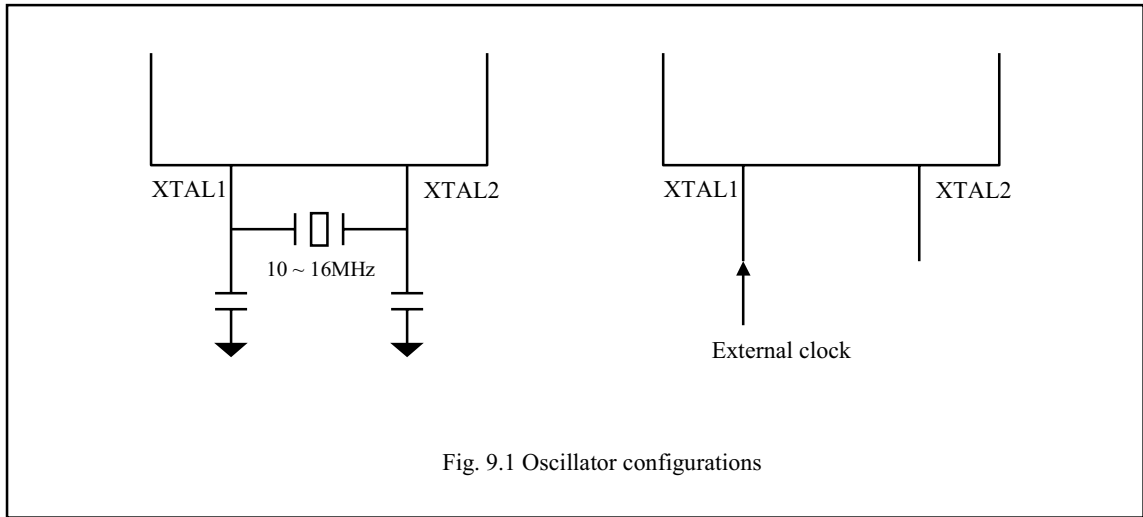 XTAL1
XTAL2
10 ~ 16MHz
XTAL1
XTAL2
External clock
Fig. 9.1 Oscillator configurations